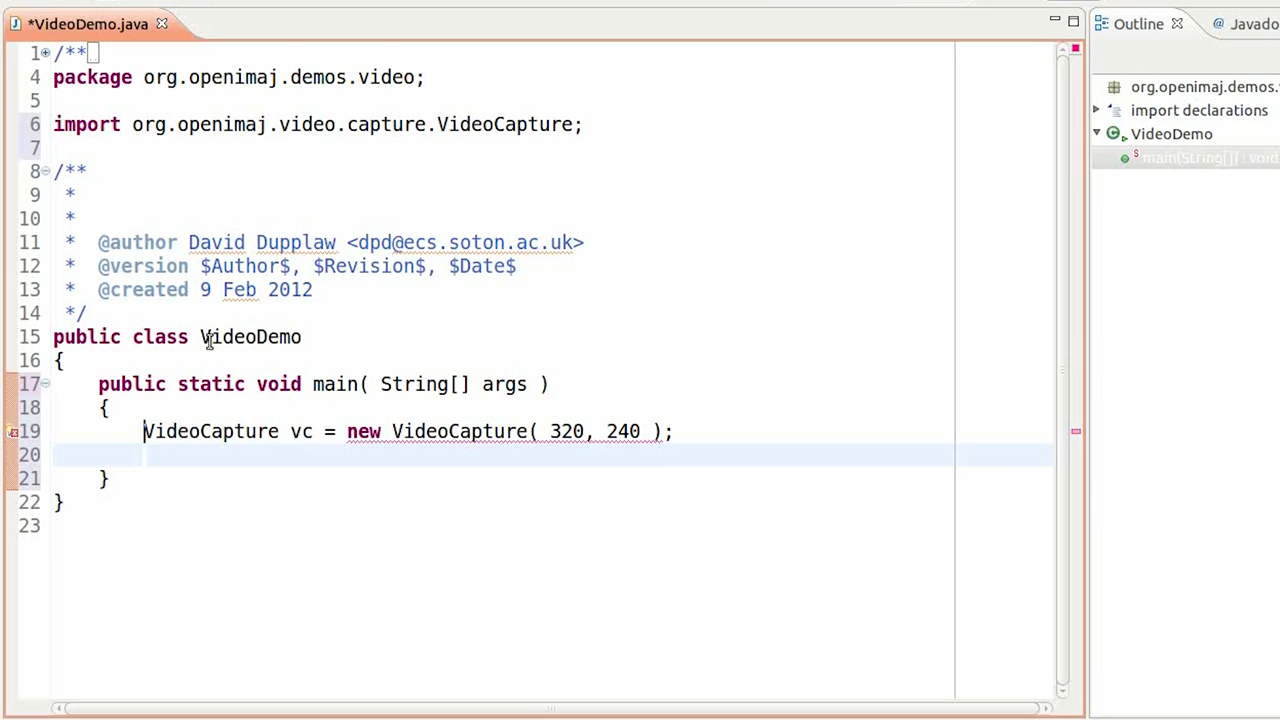 *VideoDemo.java
Outline
Javado
1 /**
4 package org.openimaj.demos.video;
5
6 import org.openimaj.video.capture.VideoCapture;
7
8 /**
9 *
10 *
11 * @author David Dupplaw <dpd@ecs.soton.ac.uk>
12 * @version $Author$, $Revision$, $Date$
13 * @created 9 Feb 2012
14 */
15 public class VideoDemo
16 {
17 public static void main( String[] args )
18 {
19 VideoCapture vc = new VideoCapture( 320, 240 );
20
21 }
22 }
23
org.openimaj.demos.
import declarations
VideoDemo
main(String[]) : void